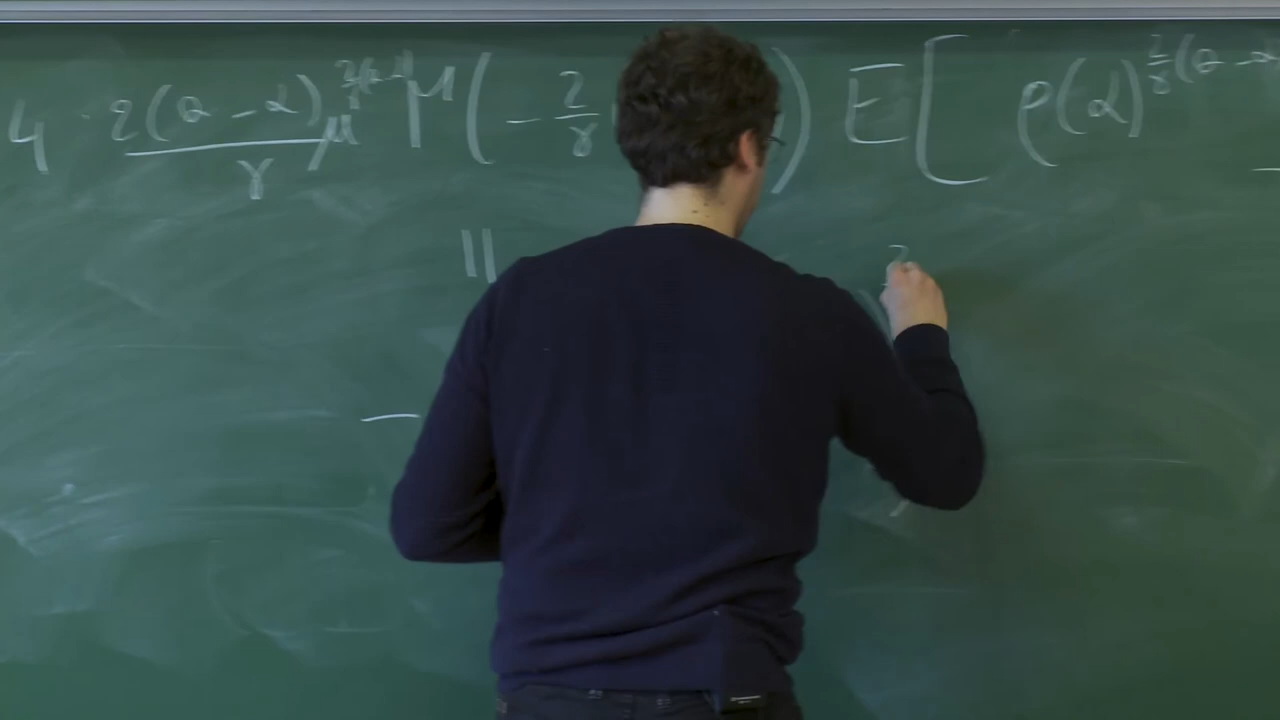 4 · 2(Q - α)/γ μ Γ( - 2/γ ) E[ ρ(α)^{2/γ (Q - α
||
—